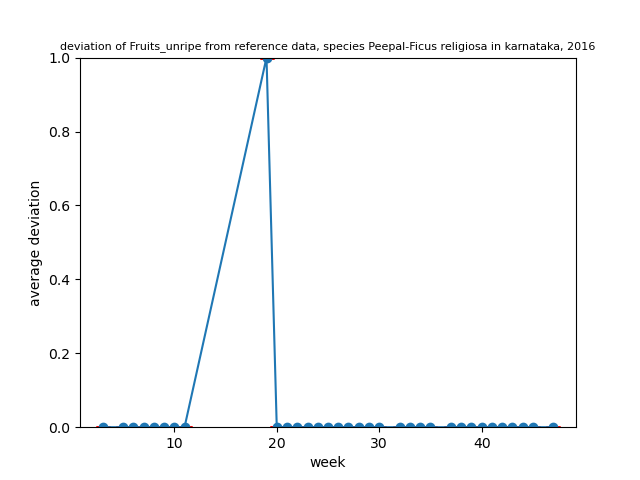 deviation of Fruits_unripe from reference data, species Peepal-Ficus religiosa in karnataka, 2016
1.0
0.8
0.6
0.4
0.2
0.0
average deviation
10 20 30 40
week